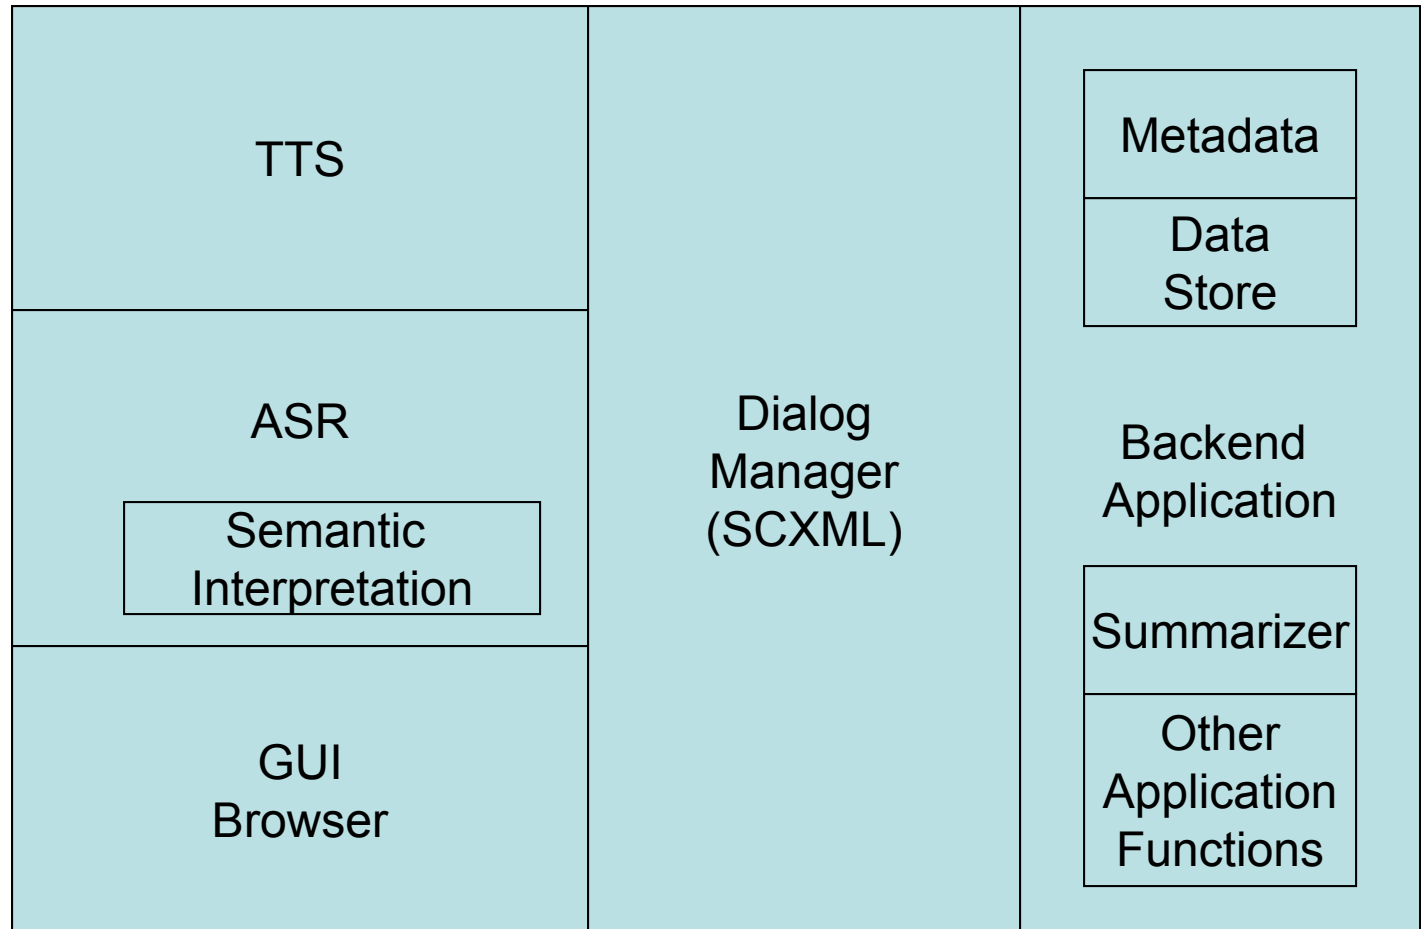 TTS
ASR
Semantic
Interpretation
GUI
Browser
Dialog
Manager
(SCXML)
Metadata
Data
Store
Backend
Application
Summarizer
Other
Application
Functions